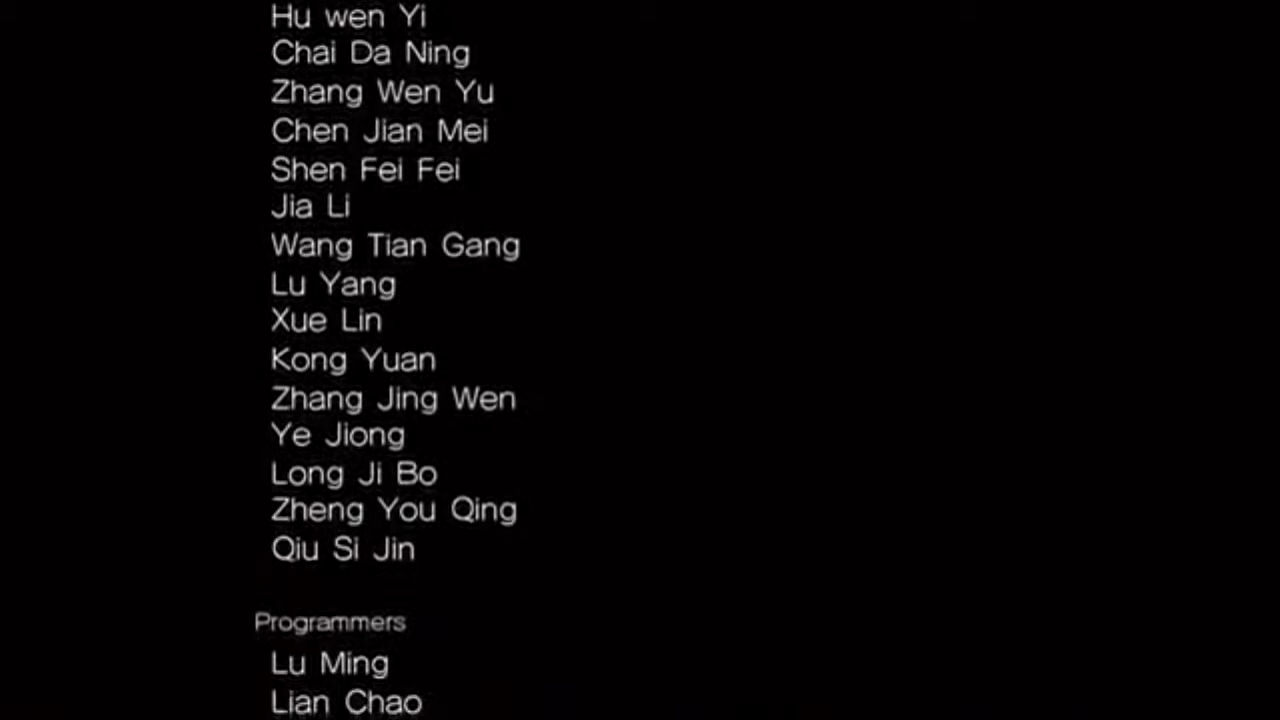 Hu wen Yi
Chai Da Ning
Zhang Wen Yu
Chen Jian Mei
Shen Fei Fei
Jia Li
Wang Tian Gang
Lu Yang
Xue Lin
Kong Yuan
Zhang Jing Wen
Ye Jiong
Long Ji Bo
Zheng You Qing
Qiu Si Jin
Programmers
Lu Ming
Lian Chao